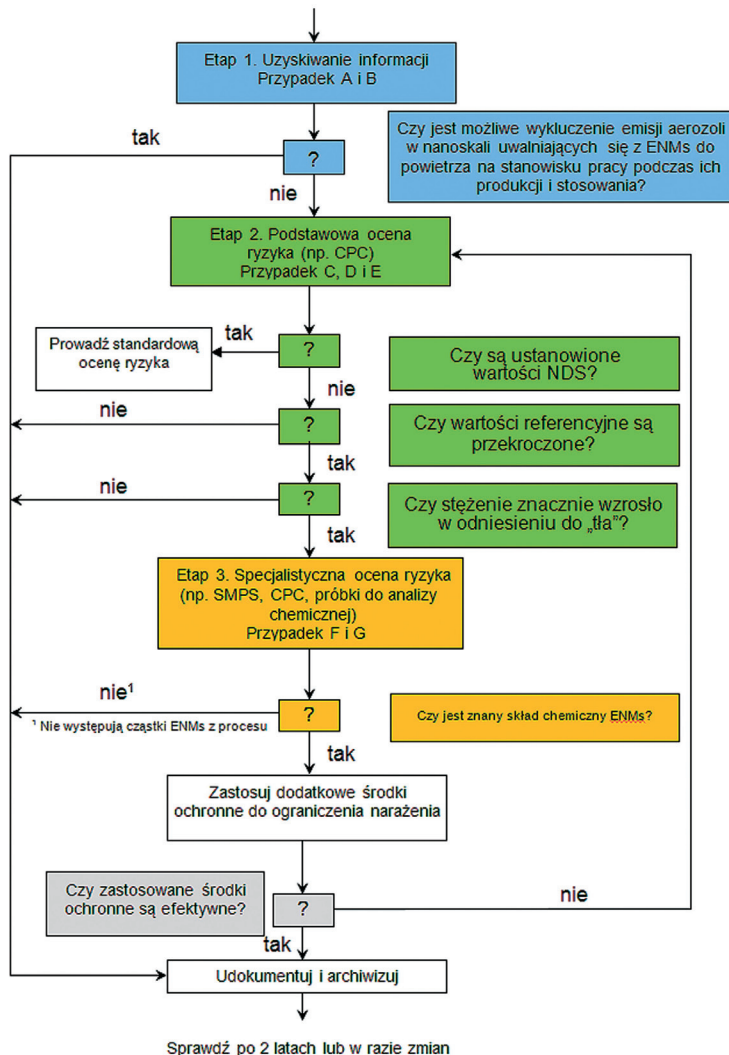 Etap 1. Uzyskiwanie informacji
Przypadek A i B
tak
?
Czy jest możliwe wykluczenie emisji aerozoli
w nanoskali uwalniających się z ENMs do
powietrza na stanowisku pracy podczas ich
produkcji i stosowania?
nie
Etap 2. Podstawowa ocena
ryzyka (np. CPC)
Przypadek C, D i E
Prowadź standardową
ocenę ryzyka
tak
?
Czy są ustanowione
wartości NDS?
nie
nie
?
Czy wartości referencyjne są
przekroczone?
tak
nie
?
Czy stężenie znacznie wzrosło
w odniesieniu do „tła”?
tak
Etap 3. Specjalistyczna ocena ryzyka
(np. SMPS, CPC, próbki do analizy
chemicznej)
Przypadek F i G
nie¹
?
Czy jest znany skład chemiczny ENMs?
¹ Nie występują cząstki ENMs z procesu
tak
Zastosuj dodatkowe środki
ochronne do ograniczenia narażenia
Czy zastosowane środki
ochronne są efektywne?
?
nie
tak
Udokumentuj i archiwizuj
Sprawdź po 2 latach lub w razie zmian